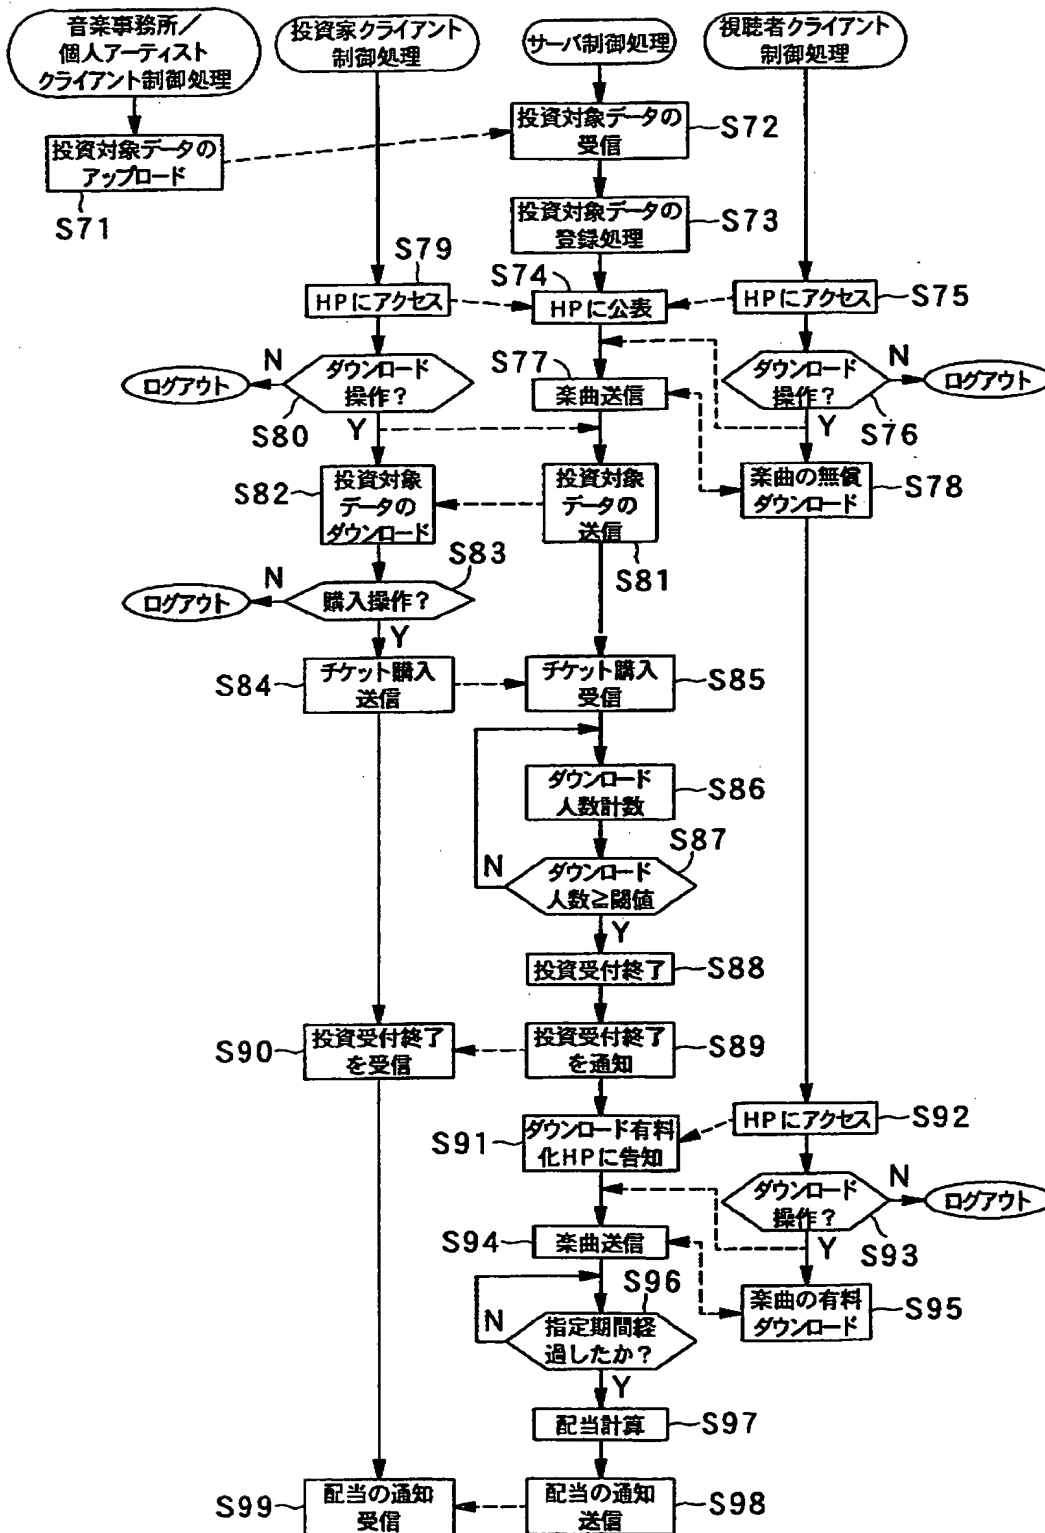 音楽事務所／
個人アーティスト
クライアント制御処理
投資家クライアント
制御処理
サーバ制御処理
視聴者クライアント
制御処理
投資対象データの
アップロード
S71
投資対象データの
受信
S72
投資対象データの
登録処理
S73
S79
HPにアクセス
S74
HPに公表
HPにアクセス
S75
ダウンロード
操作？
N
ログアウト
S80
Y
S77
楽曲送信
ダウンロード
操作？
N
ログアウト
S76
Y
S82
投資対象
データの
ダウンロード
投資対象
データの
送信
S81
楽曲の無償
ダウンロード
S78
S83
購入操作？
N
ログアウト
Y
S84
チケット購入
送信
チケット購入
受信
S85
ダウンロード
人数計数
S86
S87
ダウンロード
人数≧閾値
N
Y
投資受付終了
S88
S90
投資受付終了
を受信
投資受付終了
を通知
S89
S91
ダウンロード有料
化HPに告知
HPにアクセス
S92
ダウンロード
操作？
N
ログアウト
S93
Y
S94
楽曲送信
楽曲の有料
ダウンロード
S95
S96
指定期間経
過したか？
N
Y
配当計算
S97
S99
配当の通知
受信
配当の通知
送信
S98